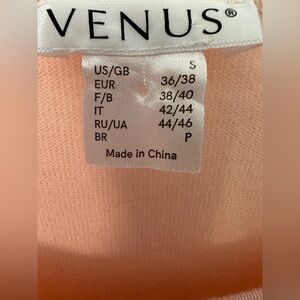 VENUS®
US/GB S
EUR 36/38
F/B 38/40
IT 42/44
RU/UA 44/46
BR P
Made in China